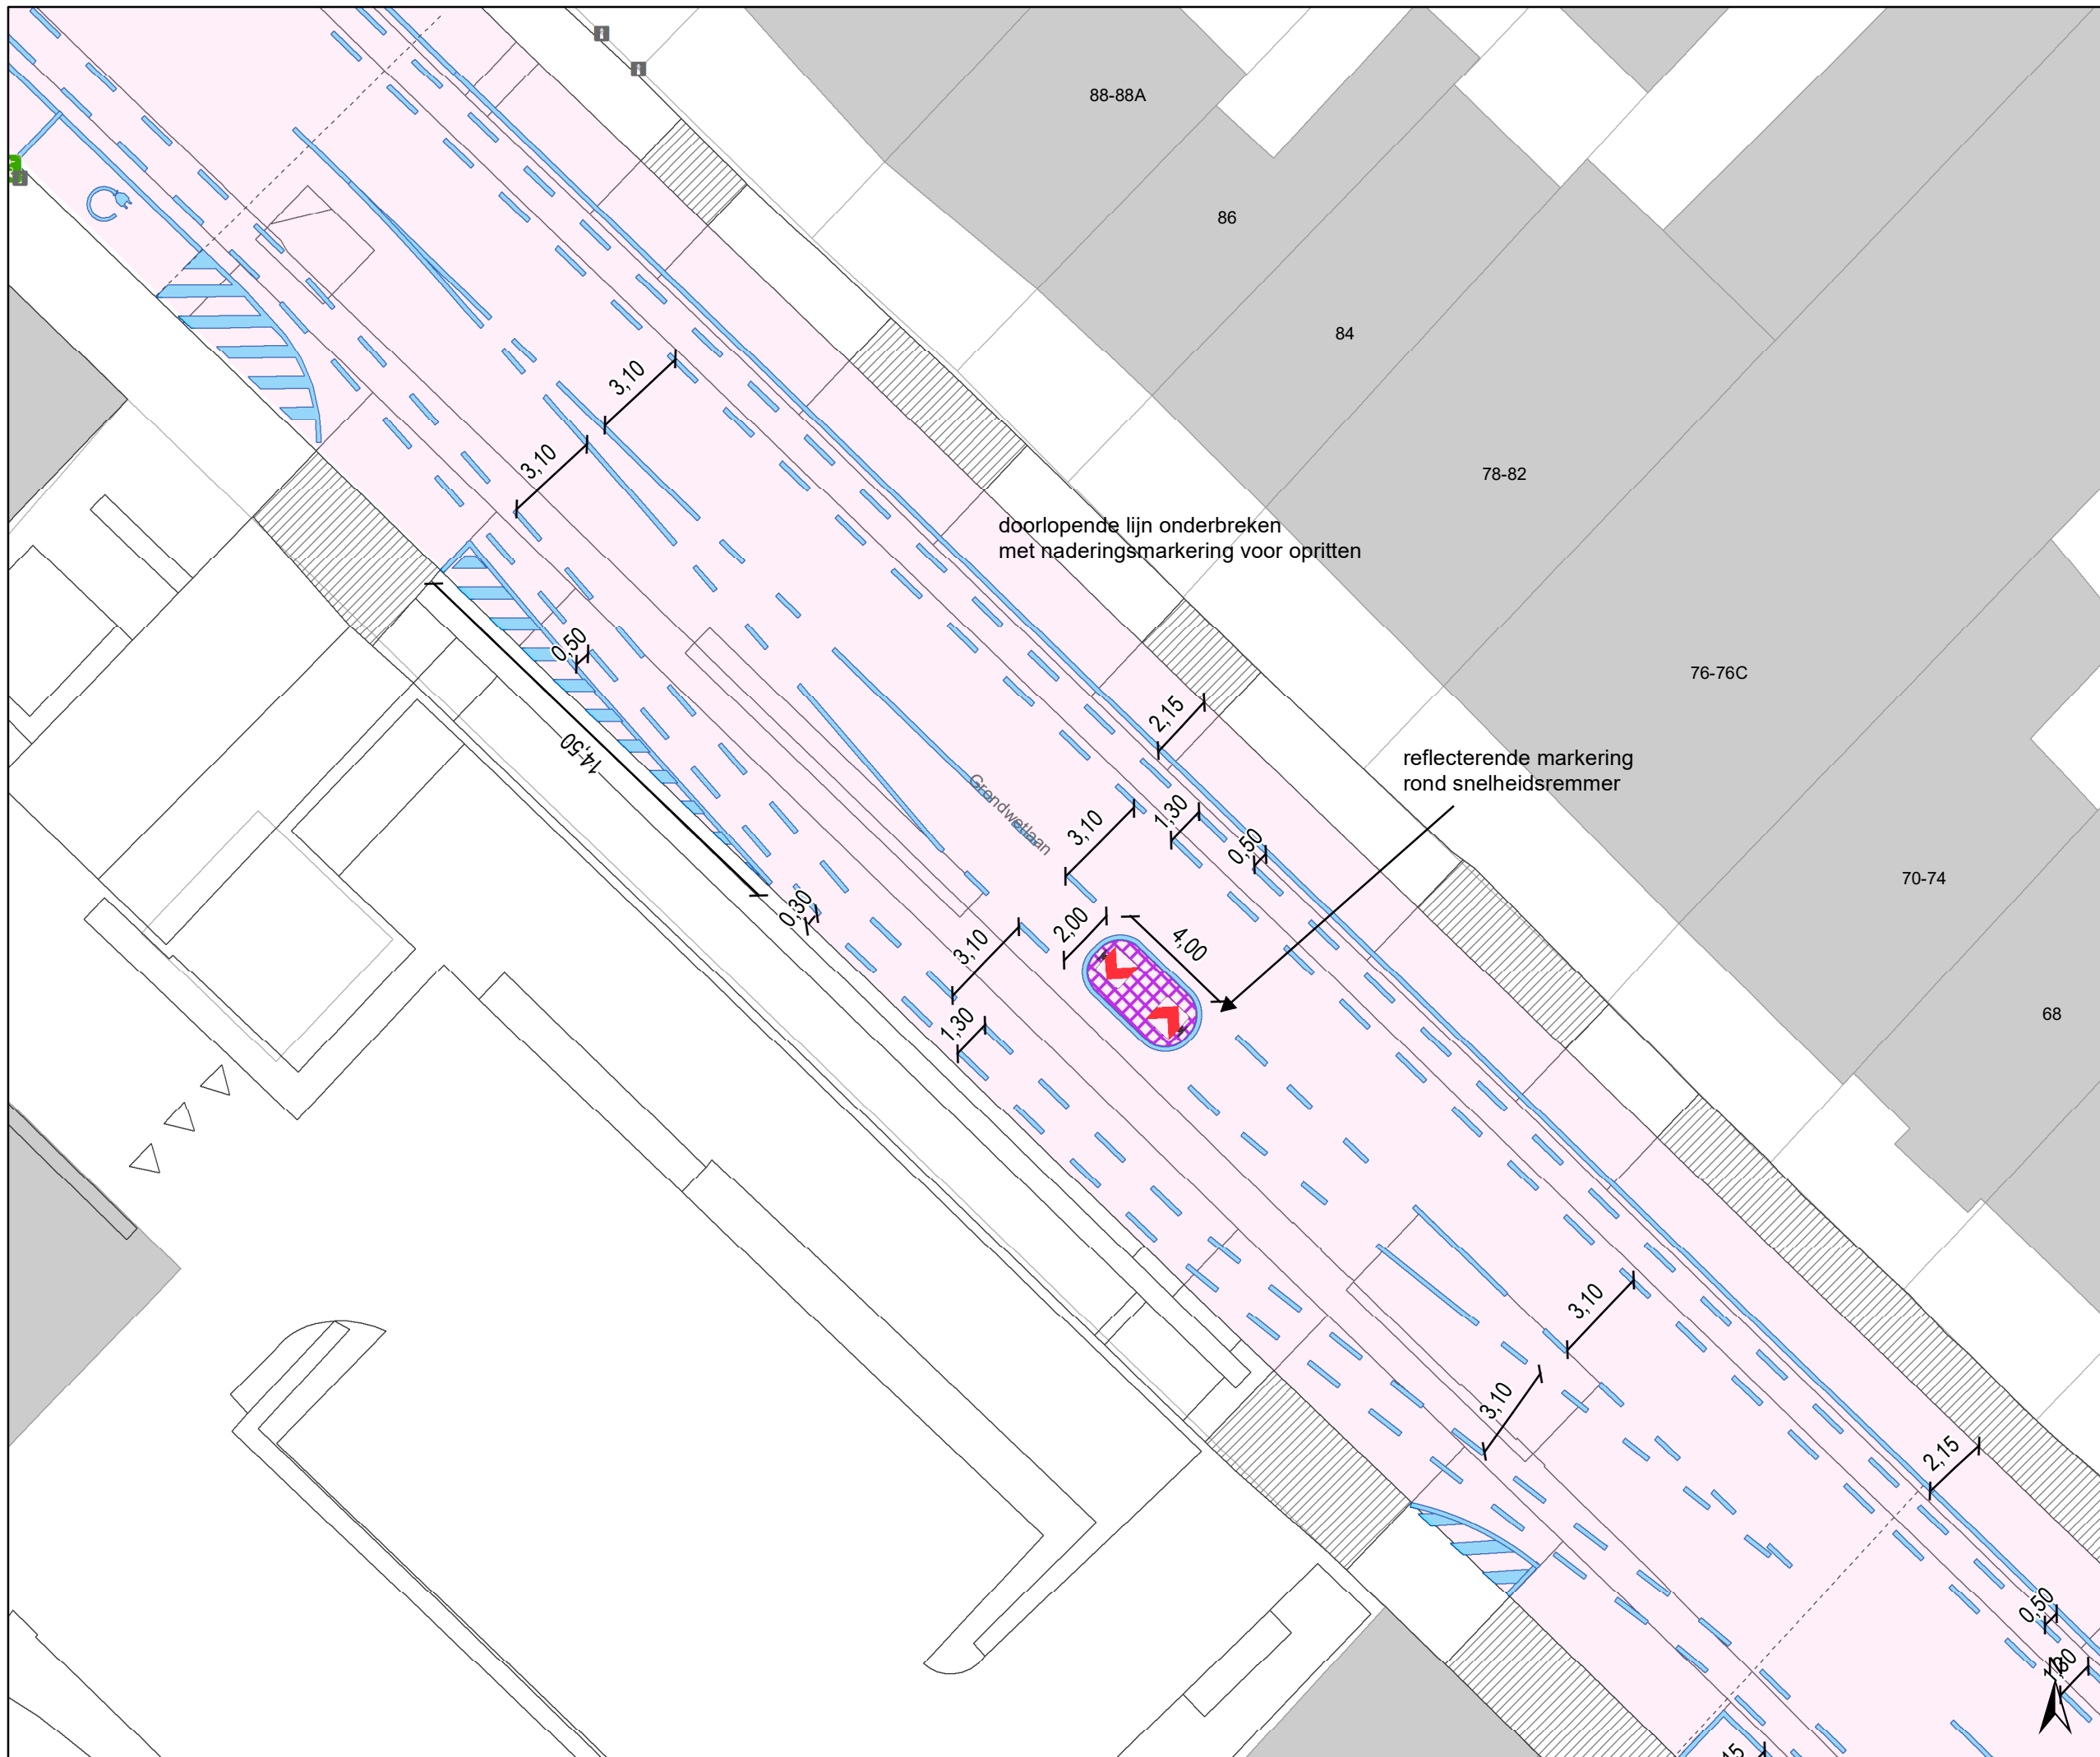 88-88A
86
84
3,10
3,10
78-82
doorlopende lijn onderbreken
met naderingsmarkering voor opritten
0,50
76-76C
2,15
14,50
reflecterende markering
rond snelheidsremmer
Grondwetlaan
3,10
1,30
0,50
70-74
0,30
2,00
3,10
4,00
68
1,30
3,10
3,10
2,15
0,50
N